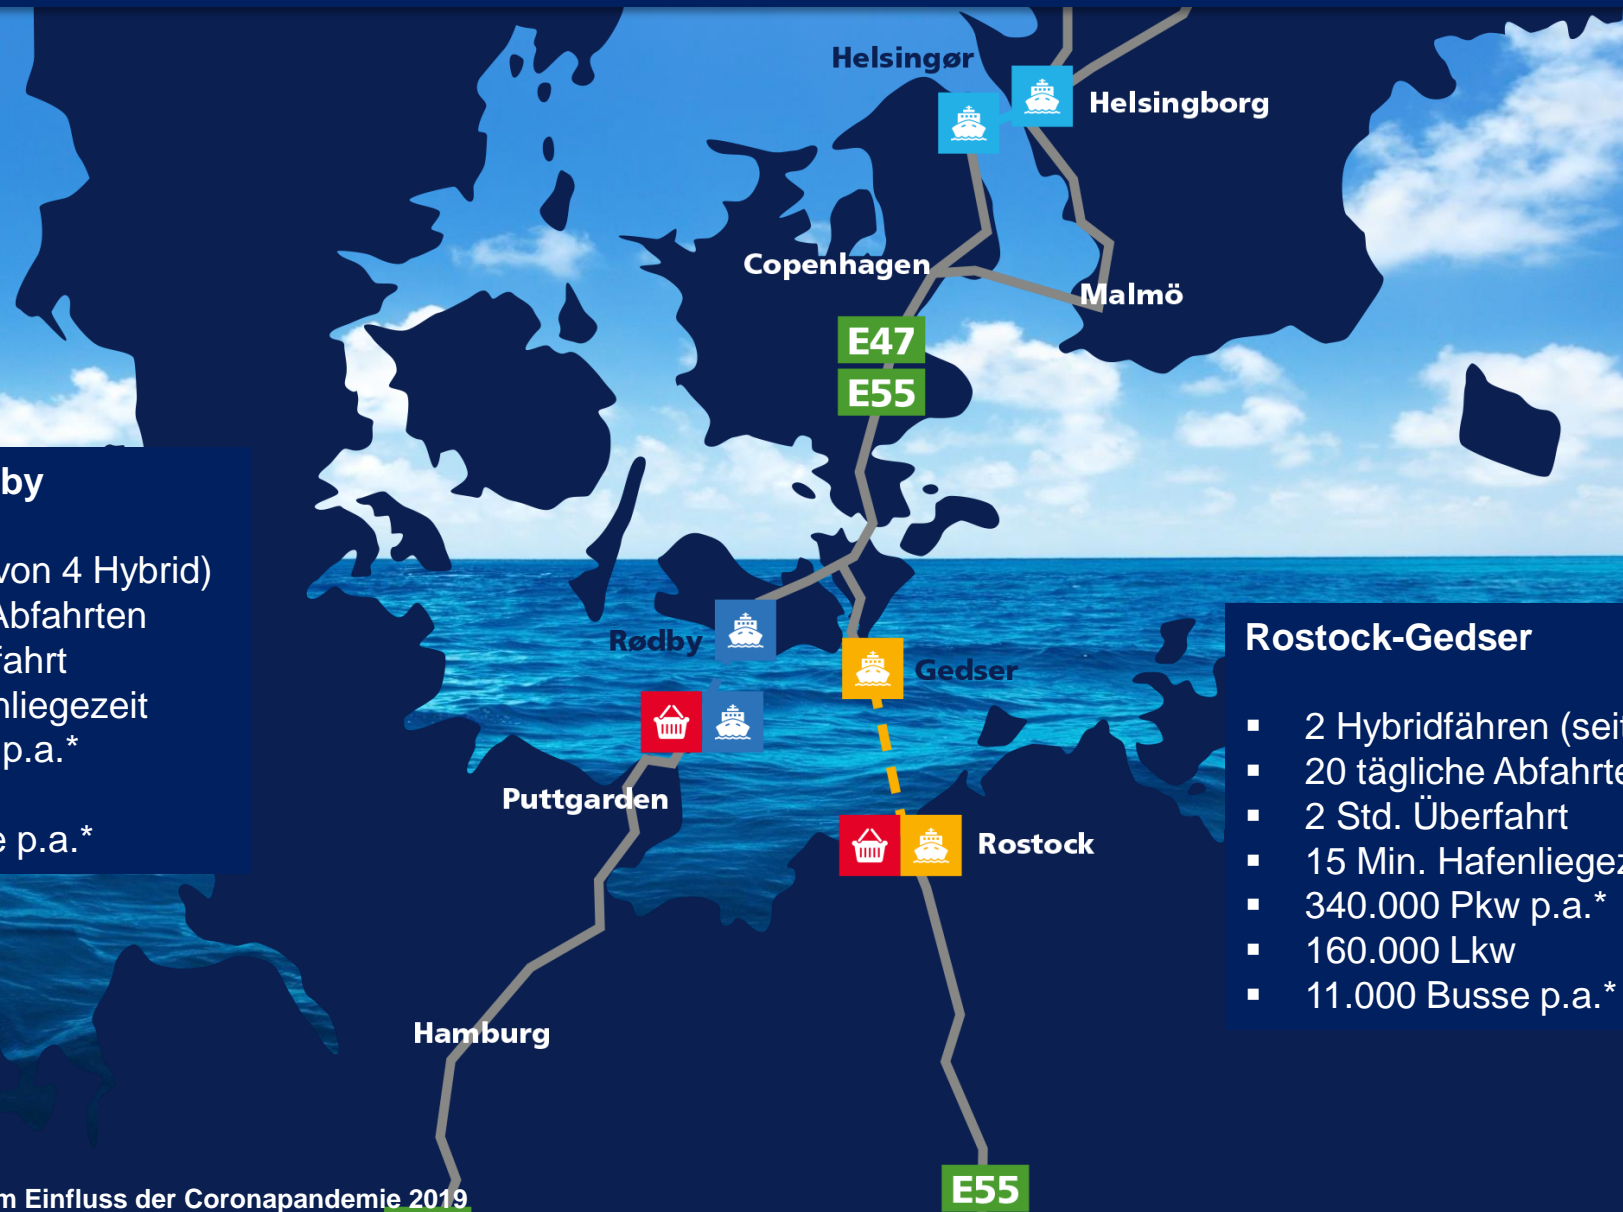 Helsingør
Helsingborg
Copenhagen
Malmö
E47
E55
by
von 4 Hybrid)
Abfahrten
fahrt
nliegezeit
p.a.*
e p.a.*
Rødby
Gedser
Puttgarden
Rostock
Hamburg
Rostock-Gedser
▪ 2 Hybridfähren (seit
▪ 20 tägliche Abfahrte
▪ 2 Std. Überfahrt
▪ 15 Min. Hafenliegez
▪ 340.000 Pkw p.a.*
▪ 160.000 Lkw
▪ 11.000 Busse p.a.*
E55
m Einfluss der Coronapandemie 2019